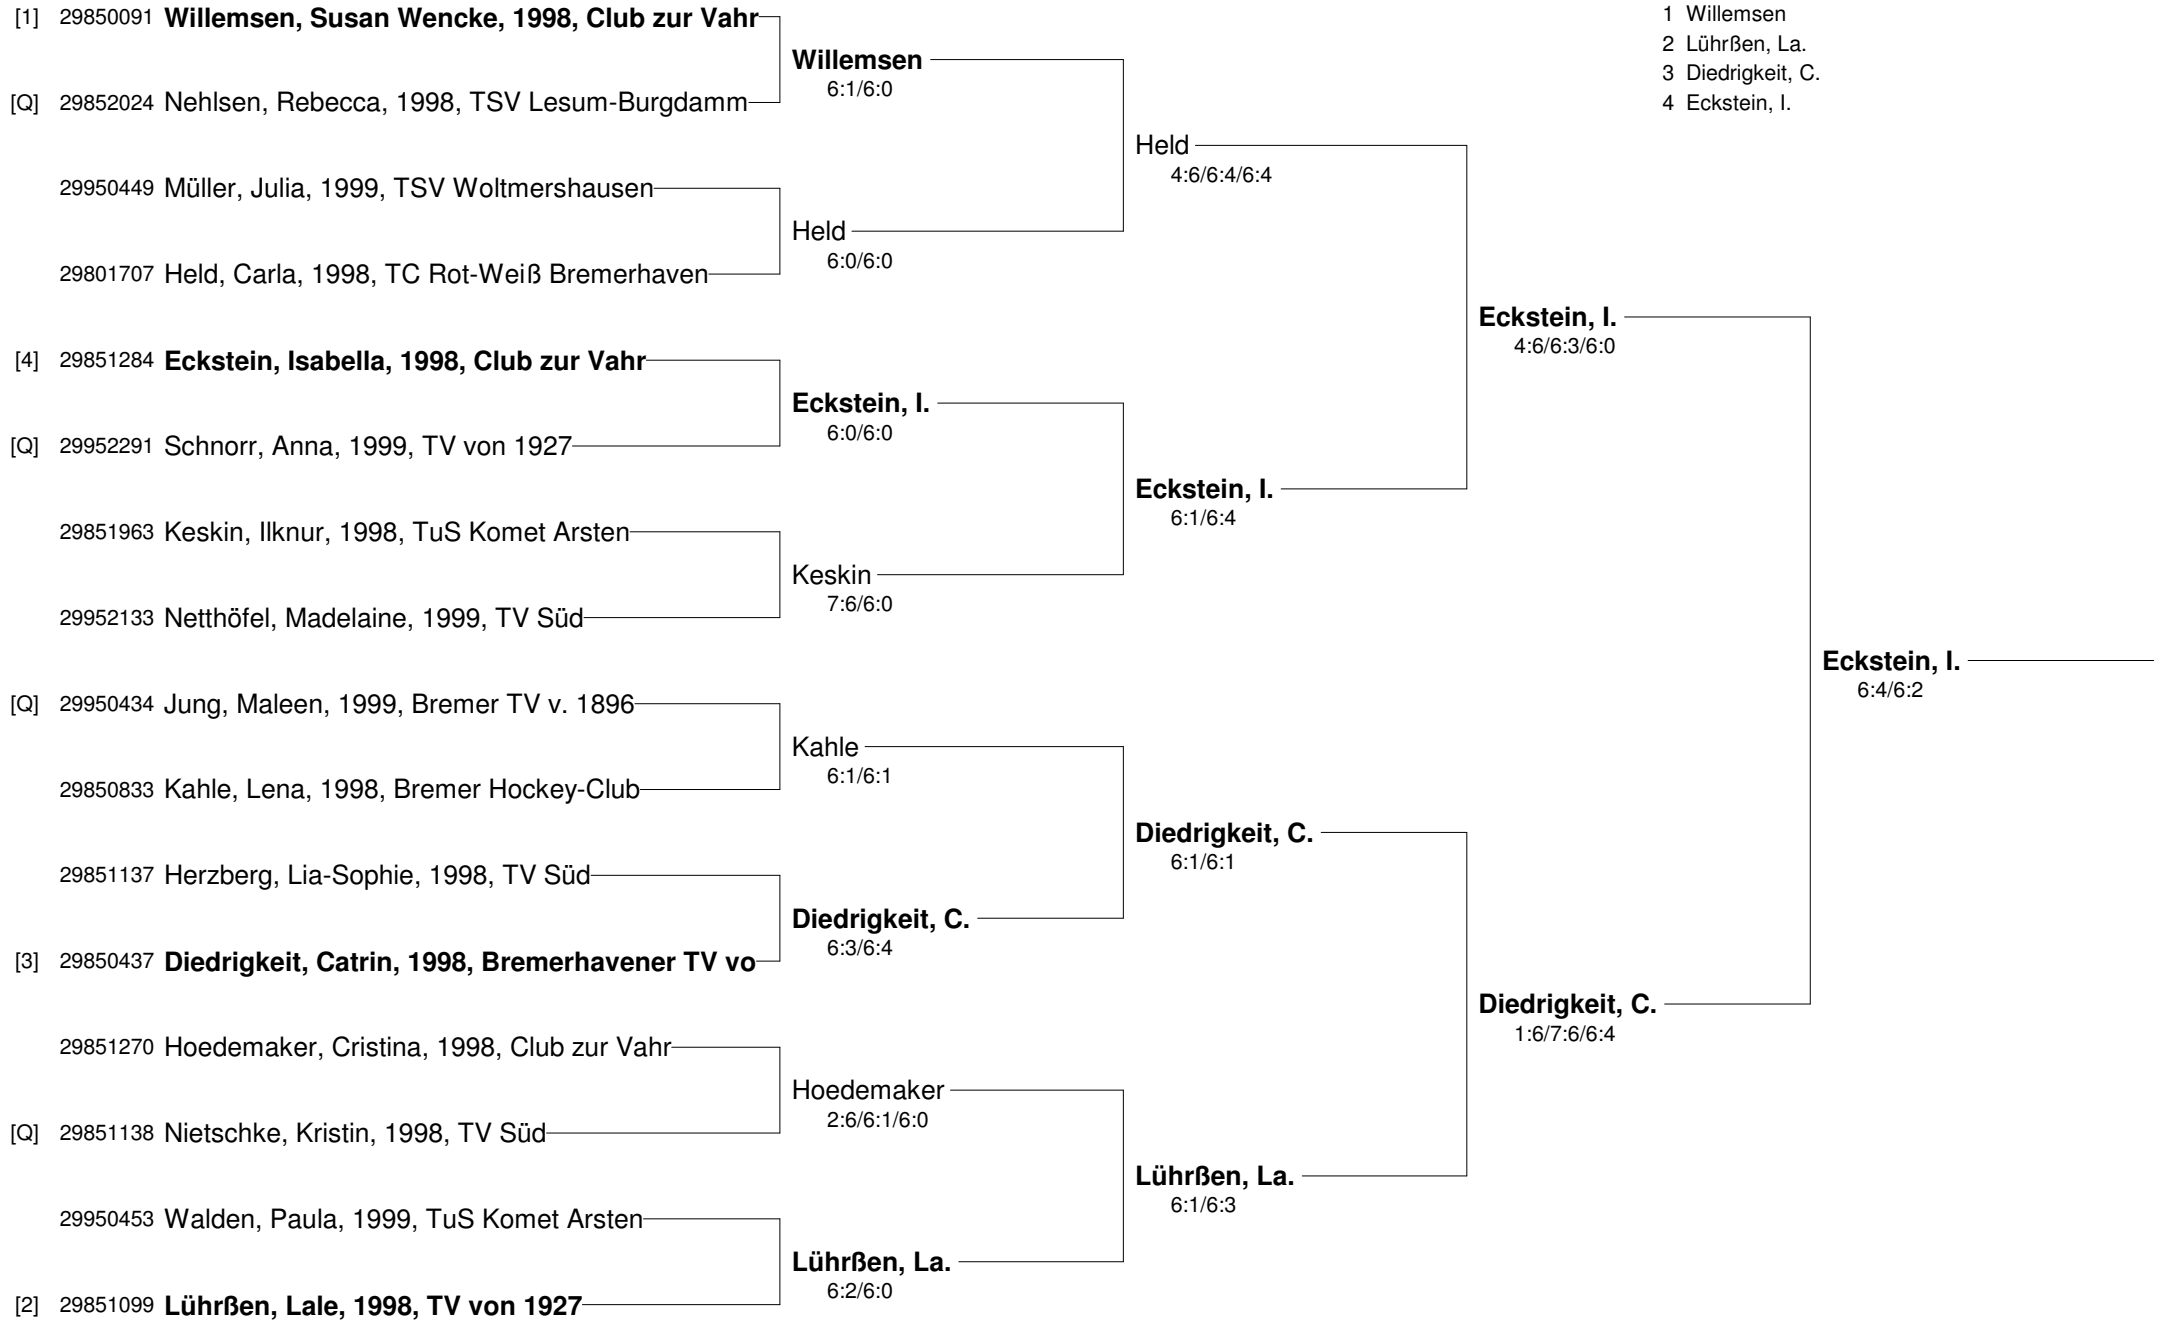 [1] 29850091 Willemsen, Susan Wencke, 1998, Club zur Vahr
[Q] 29852024 Nehlsen, Rebecca, 1998, TSV Lesum-Burgdamm
29950449 Müller, Julia, 1999, TSV Woltmershausen
29801707 Held, Carla, 1998, TC Rot-Weiß Bremerhaven
[4] 29851284 Eckstein, Isabella, 1998, Club zur Vahr
[Q] 29952291 Schnorr, Anna, 1999, TV von 1927
29851963 Keskin, Ilknur, 1998, TuS Komet Arsten
29952133 Netthöfel, Madelaine, 1999, TV Süd
[Q] 29950434 Jung, Maleen, 1999, Bremer TV v. 1896
29850833 Kahle, Lena, 1998, Bremer Hockey-Club
29851137 Herzberg, Lia-Sophie, 1998, TV Süd
[3] 29850437 Diedrigkeit, Catrin, 1998, Bremerhavener TV vo
29851270 Hoedemaker, Cristina, 1998, Club zur Vahr
[Q] 29851138 Nietschke, Kristin, 1998, TV Süd
29950453 Walden, Paula, 1999, TuS Komet Arsten
[2] 29851099 Lührßen, Lale, 1998, TV von 1927
Willemsen
6:1/6:0
Held
6:0/6:0
Eckstein, I.
6:0/6:0
Keskin
7:6/6:0
Kahle
6:1/6:1
Diedrigkeit, C.
6:3/6:4
Hoedemaker
2:6/6:1/6:0
Lührßen, La.
6:2/6:0
Held
4:6/6:4/6:4
Eckstein, I.
6:1/6:4
Diedrigkeit, C.
6:1/6:1
Lührßen, La.
6:1/6:3
Eckstein, I.
4:6/6:3/6:0
Diedrigkeit, C.
1:6/7:6/6:4
Eckstein, I.
6:4/6:2
1 Willemsen
2 Lührßen, La.
3 Diedrigkeit, C.
4 Eckstein, I.